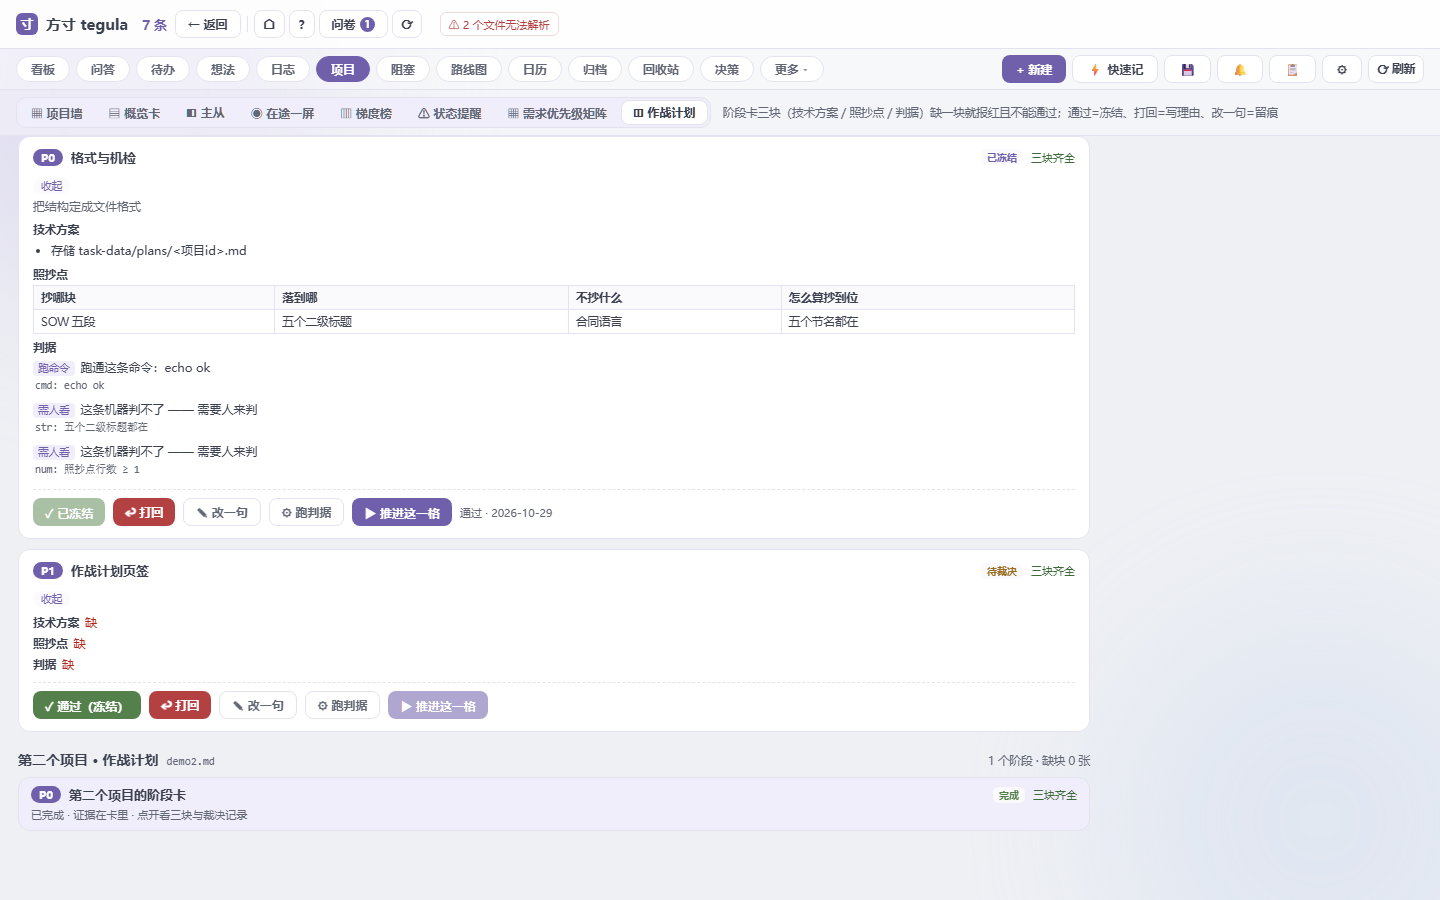 寸 方寸 tegula 7 条 ← 返回 ? 问卷 1 ⚠ 2 个文件无法解析
看板 问答 待办 想法 日志 项目 阻塞 路线图 日历 归档 回收站 决策 更多 + 新建 快速记 刷新
项目墙 概览卡 主从 在途一屏 梯度榜 状态提醒 需求优先级矩阵 作战计划 阶段卡三块（技术方案 / 照抄点 / 判据）缺一块就报红且不能通过；通过=冻结、打回=写理由、改一句=留痕
P0 格式与机检 已冻结 三块齐全
收起
把结构定成文件格式
技术方案
• 存储 task-data/plans/<项目id>.md
照抄点
抄哪块 落到哪 不抄什么 怎么算抄到位
SOW 五段 五个二级标题 合同语言 五个节名都在
判据
跑命令 跑通这条命令：echo ok
cmd: echo ok
需人看 这条机器判不了 —— 需要人来判
str: 五个二级标题都在
需人看 这条机器判不了 —— 需要人来判
num: 照抄点行数 ≥ 1
✓ 已冻结 打回 改一句 跑判据 ▶ 推进这一格 通过 · 2026-10-29
P1 作战计划页签 待裁决 三块齐全
收起
技术方案 缺
照抄点 缺
判据 缺
✓ 通过（冻结） 打回 改一句 跑判据 ▶ 推进这一格
第二个项目 • 作战计划 demo2.md 1 个阶段 · 缺块 0 张
P0 第二个项目的阶段卡 完成 三块齐全
已完成 · 证据在卡里 · 点开看三块与裁决记录